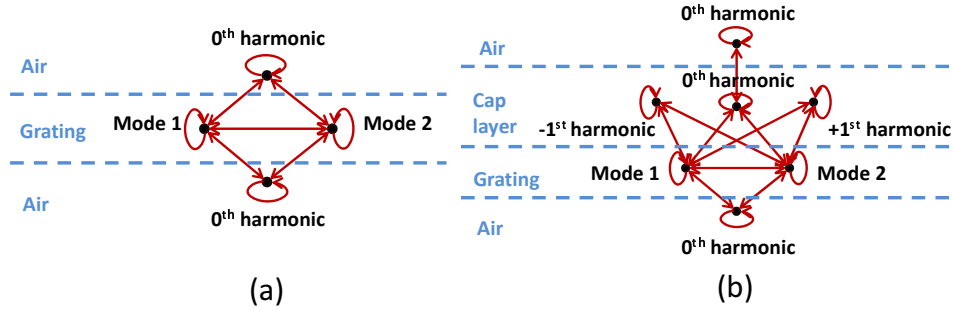 0th harmonic
Air
Mode 1
Mode 2
Grating
Air
0th harmonic
(a)
0th harmonic
Air
0th harmonic
Cap
layer
-1st harmonic
+1st harmonic
Mode 1
Mode 2
Grating
Air
0th harmonic
(b)